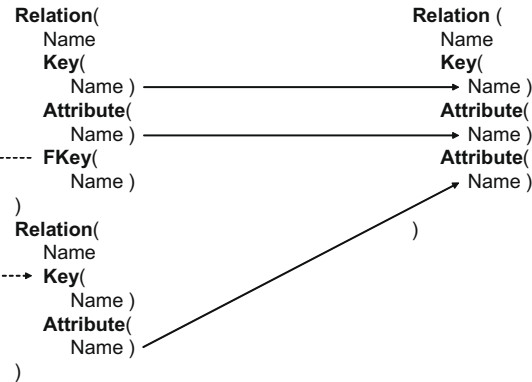 Relation(
Name
Key(
Name )
Attribute(
Name )
FKey(
Name )
)
Relation(
Name
Key(
Name )
Attribute(
Name )
)
Relation (
Name
Key(
Name )
Attribute(
Name )
Attribute(
Name )
)